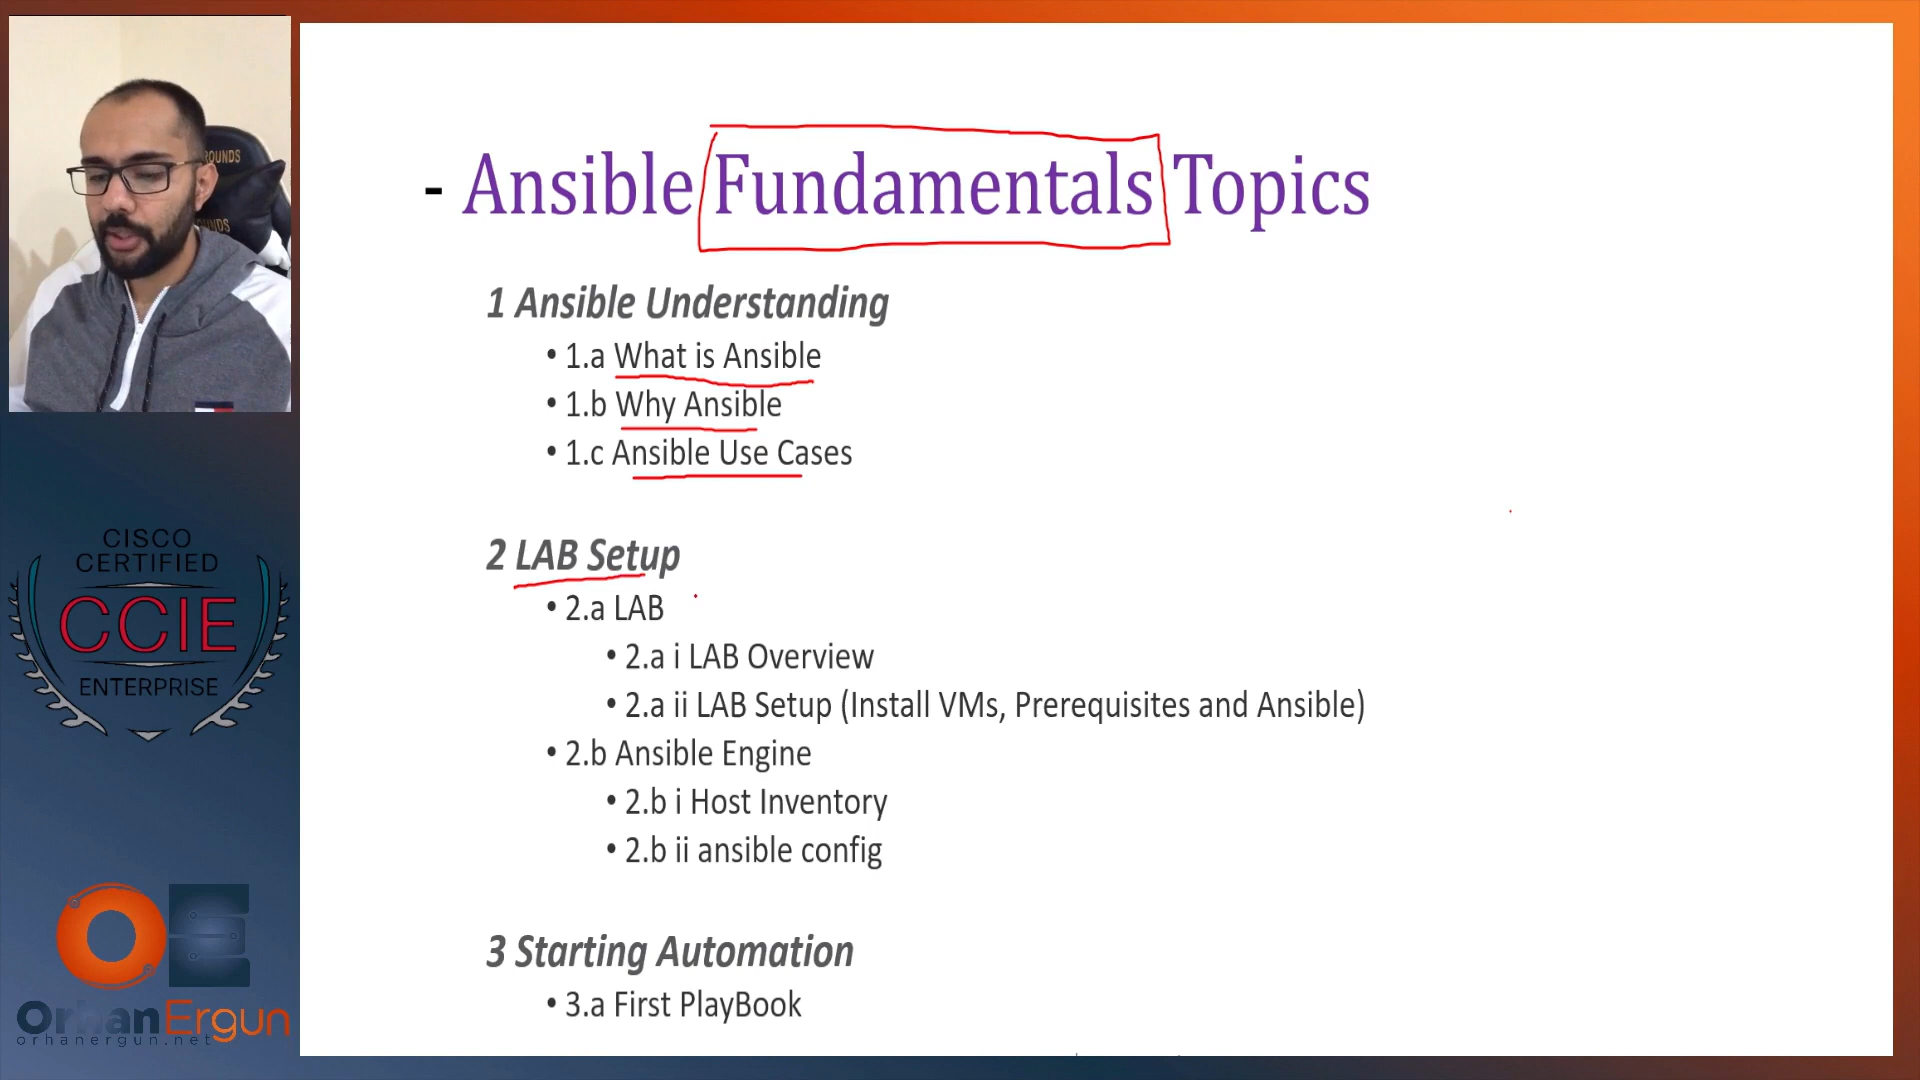 - Ansible Fundamentals Topics
1 Ansible Understanding
• 1.a What is Ansible
• 1.b Why Ansible
• 1.c Ansible Use Cases
2 LAB Setup
• 2.a LAB
• 2.a i LAB Overview
• 2.a ii LAB Setup (Install VMs, Prerequisites and Ansible)
• 2.b Ansible Engine
• 2.b i Host Inventory
• 2.b ii ansible config
3 Starting Automation
• 3.a First PlayBook
ROUNDS
CISCO
CERTIFIED
CCIE
ENTERPRISE
OE
OrhanErgun
orhanergun.net